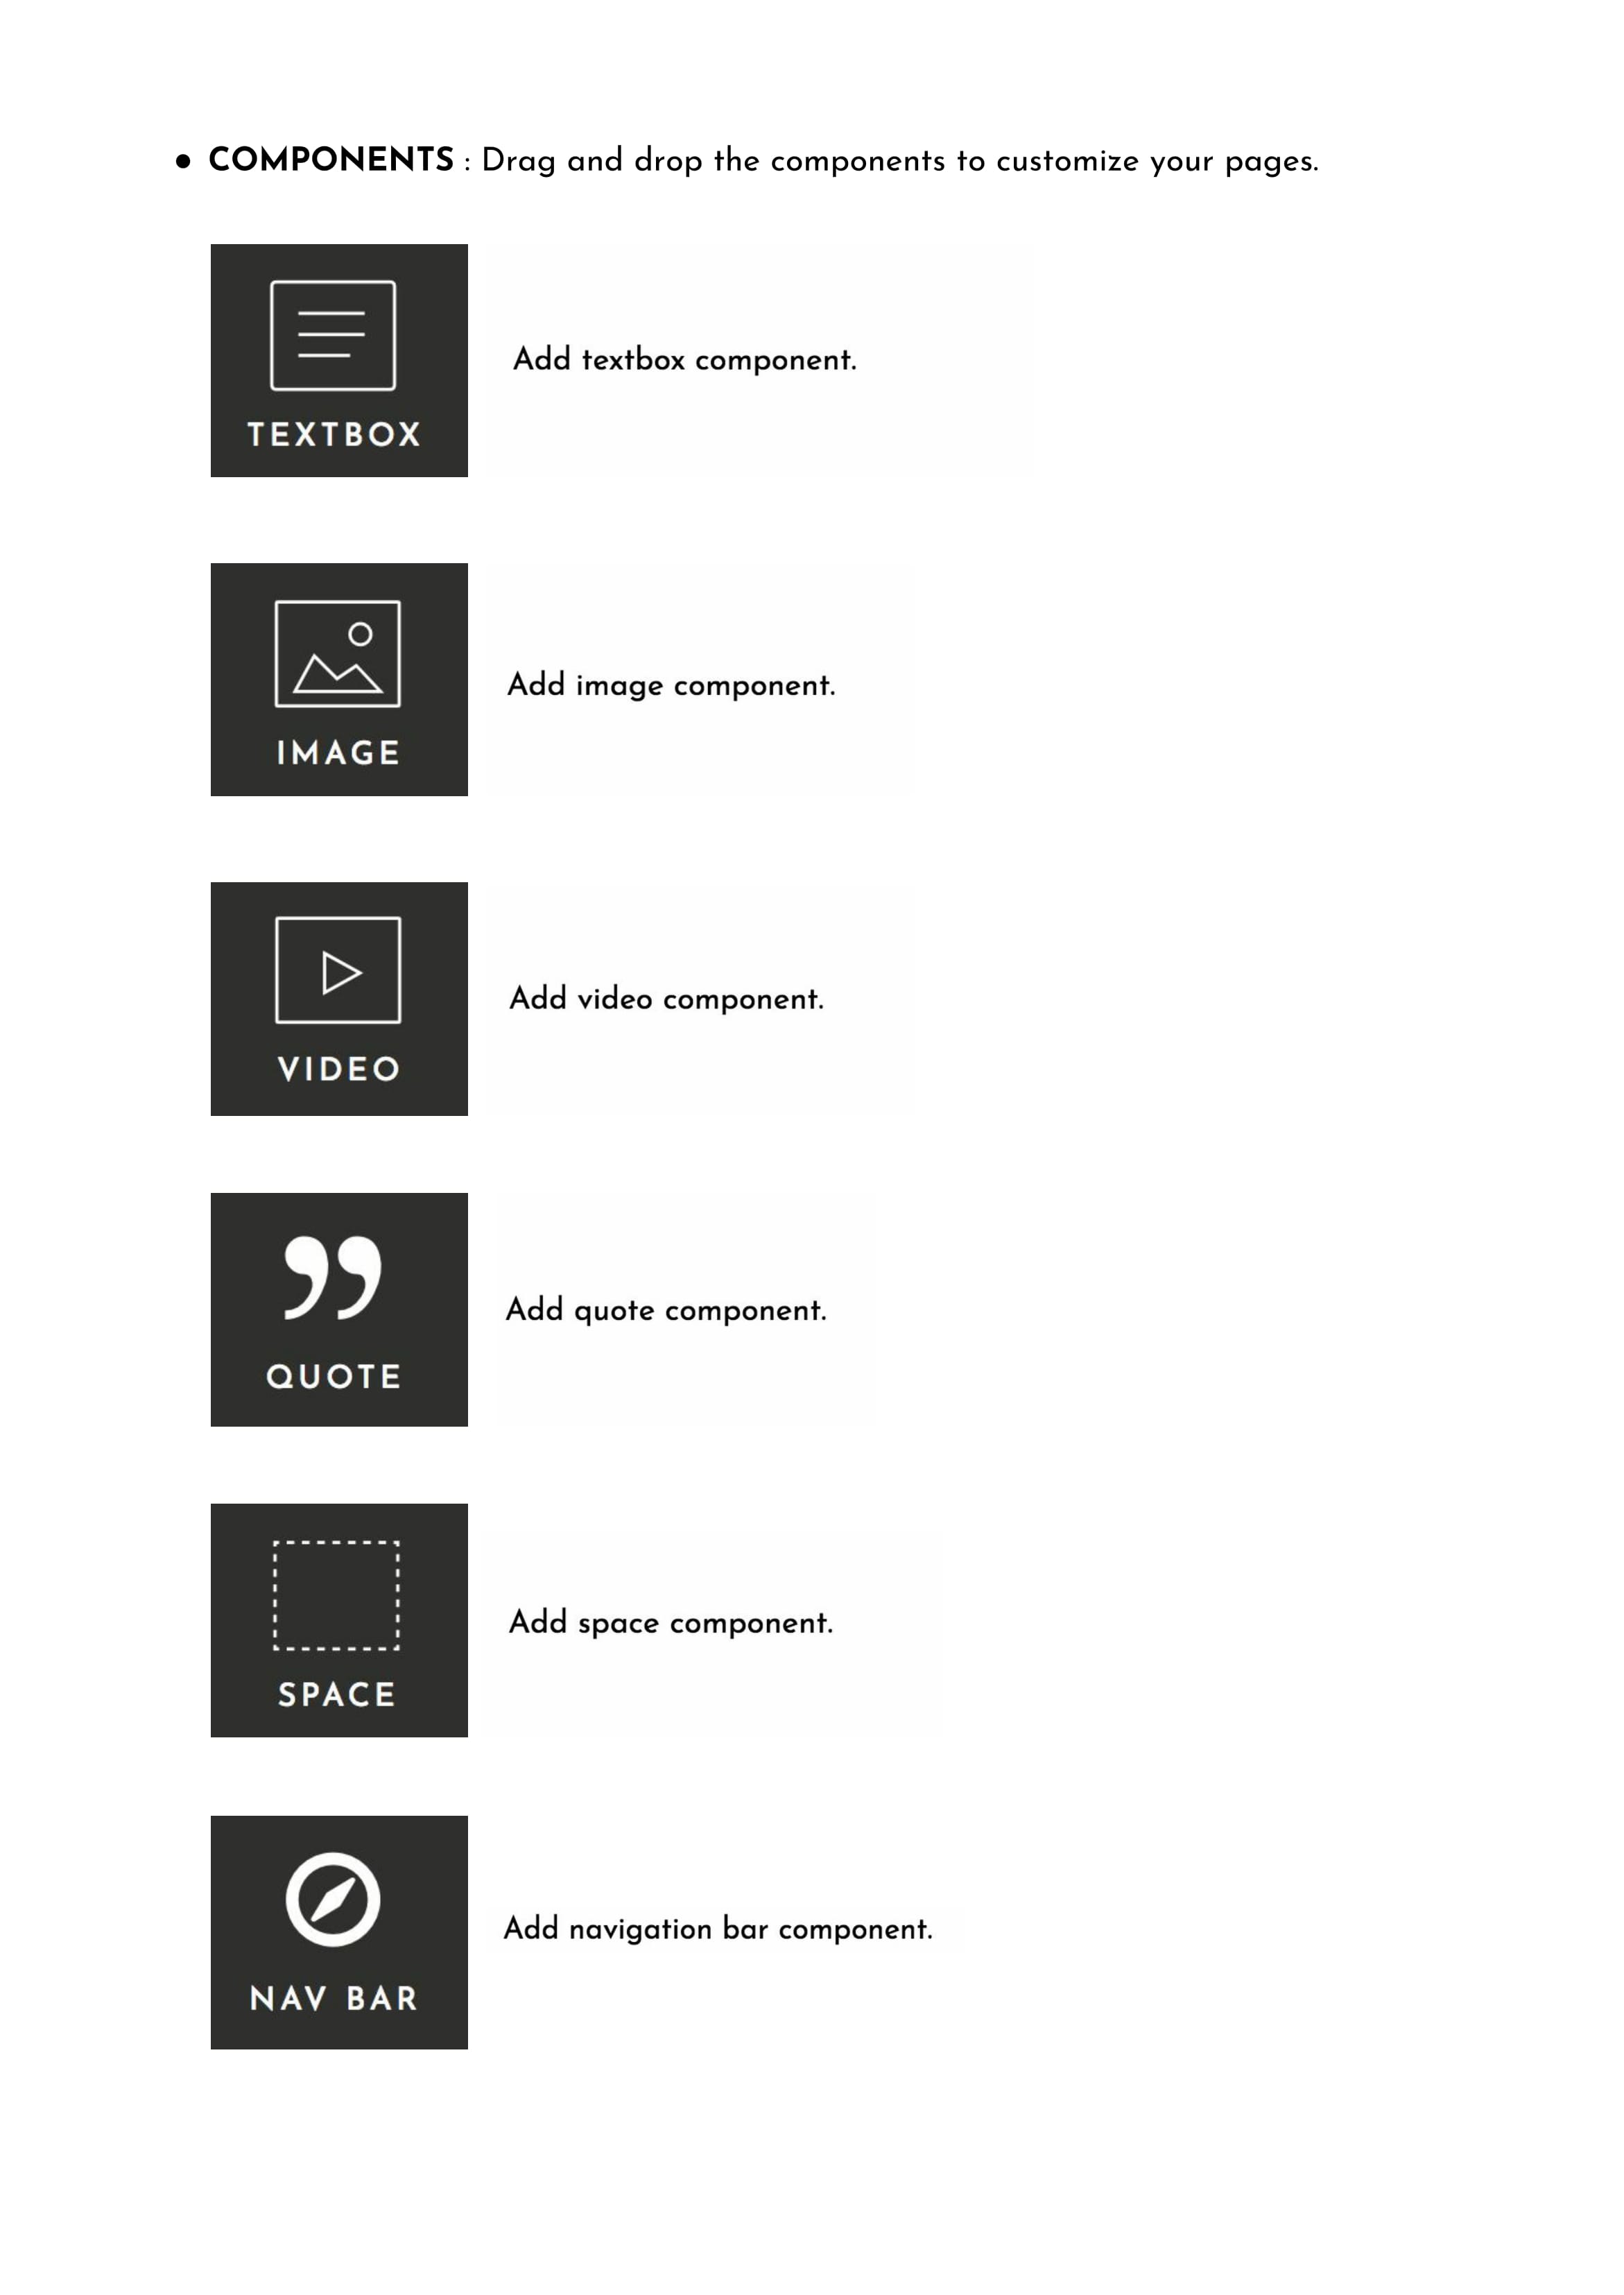 • COMPONENTS : Drag and drop the components to customize your pages.
TEXTBOX
Add textbox component.
IMAGE
Add image component.
VIDEO
Add video component.
QUOTE
Add quote component.
SPACE
Add space component.
NAV BAR
Add navigation bar component.